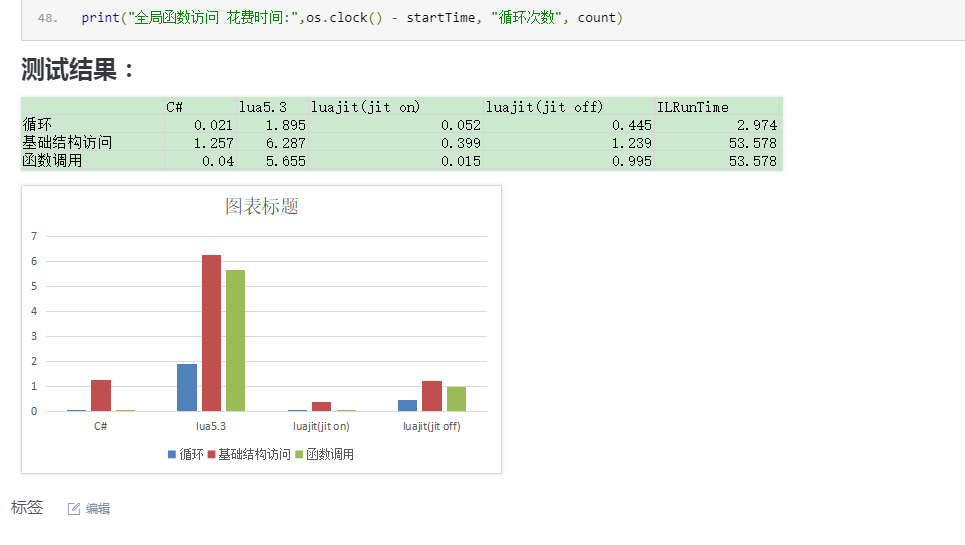 48. print("全局函数访问 花费时间:",os.clock() - startTime, "循环次数", count)
测试结果：
C# lua5.3 luajit(jit on) luajit(jit off) ILRunTime
循环 0.021 1.895 0.052 0.445 2.974
基础结构访问 1.257 6.287 0.399 1.239 53.578
函数调用 0.04 5.655 0.015 0.995 53.578
图表标题
7
6
5
4
3
2
1
0
C# lua5.3 luajit(jit on) luajit(jit off)
循环 基础结构访问 函数调用
标签 编辑